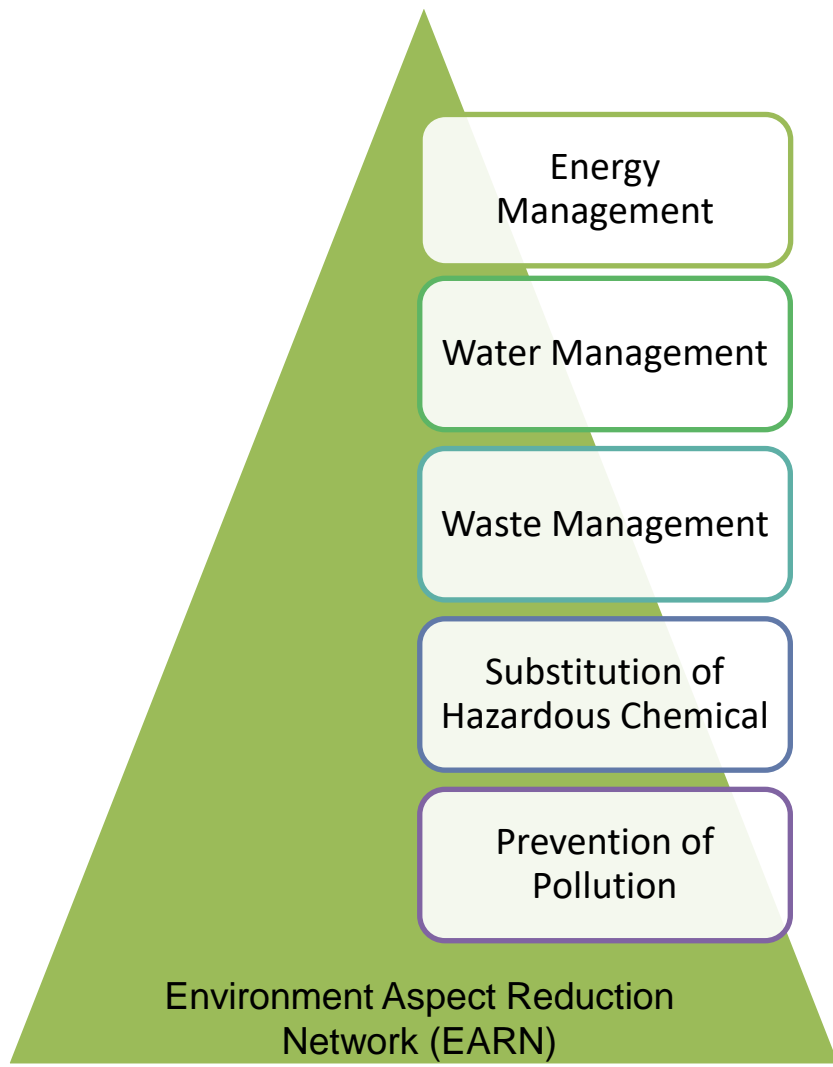 Energy
Management
Water Management
Waste Management
Substitution of
Hazardous Chemical
Prevention of
Pollution
Environment Aspect Reduction
Network (EARN)